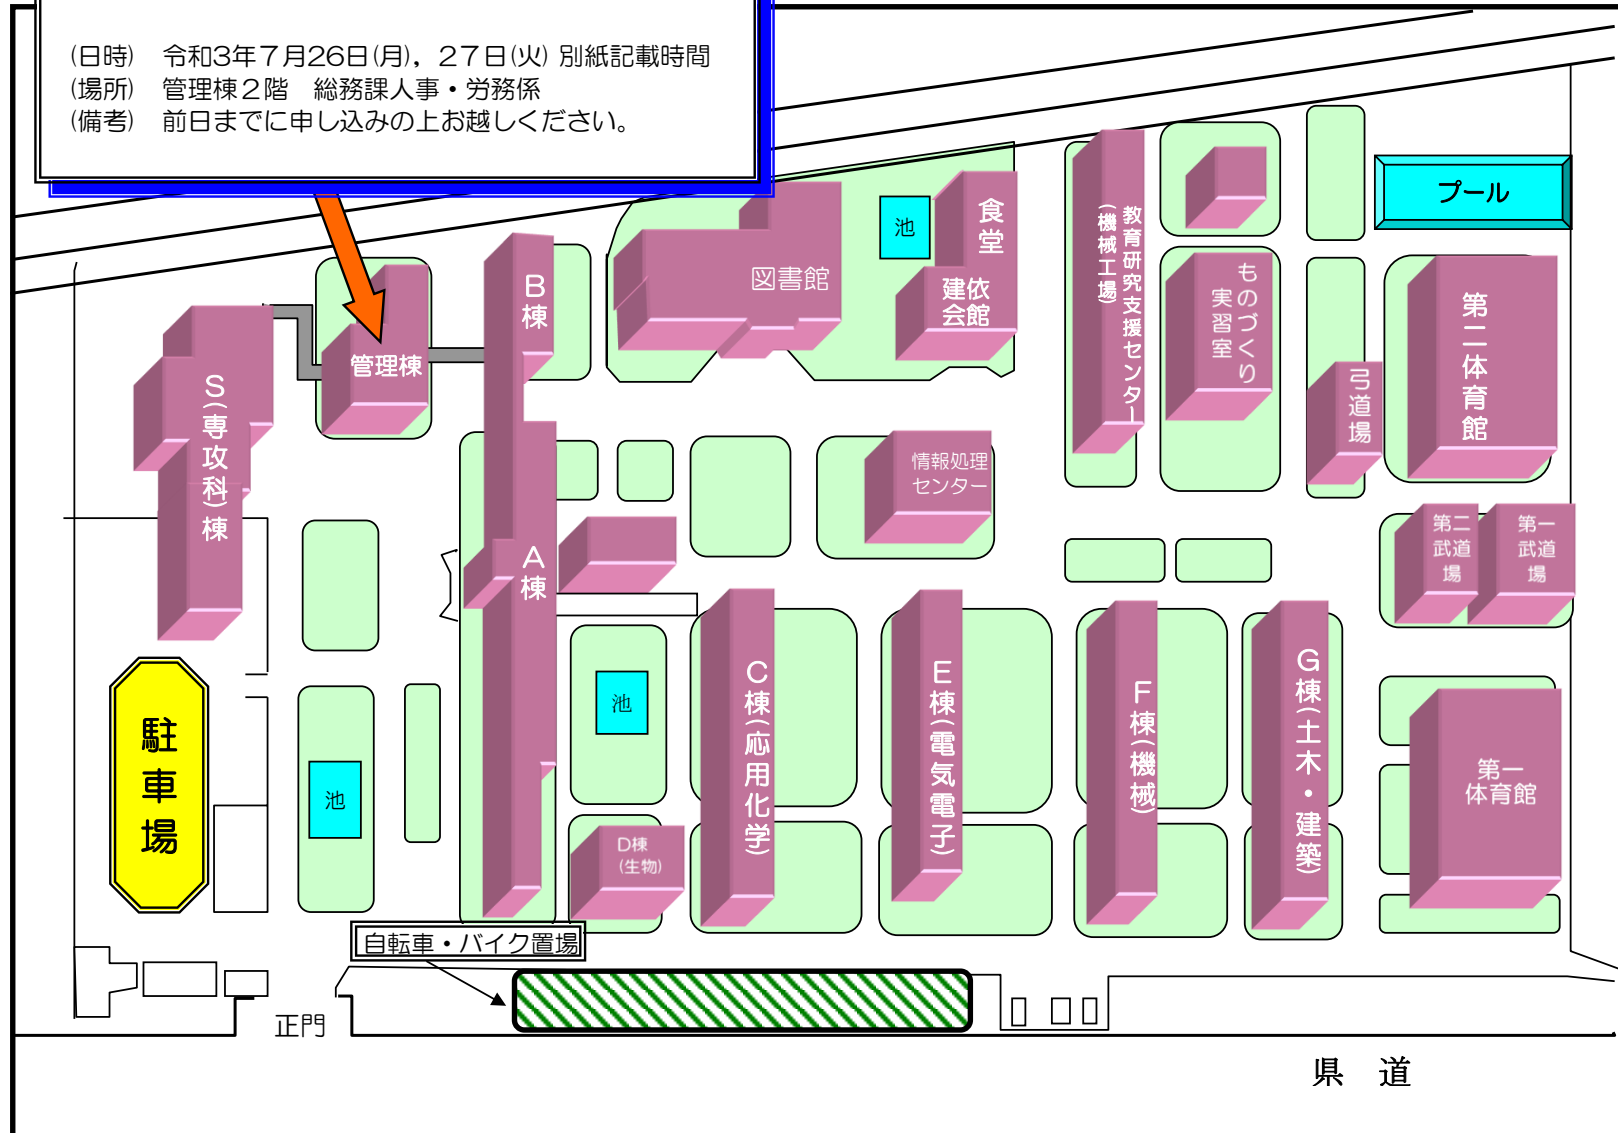 (日時)　令和3年７月26日(月)，２７日(火) 別紙記載時間
(場所)　管理棟２階　総務課人事・労務係
(備考)　前日までに申し込みの上お越しください。
プール
食堂
池
教育研究支援センター
(機械工場)
図書館
建依
会館
ものづくり
実習室
第二体育館
B棟
管理棟
弓道場
S(専攻科)棟
情報処理
センター
第二
武道
場
第一
武道
場
A棟
C棟(応用化学)
E棟(電気電子)
F棟(機械)
G棟(土木・建築)
池
駐車場
池
第一
体育館
D棟
(生物)
自転車・バイク置場
正門
県　道